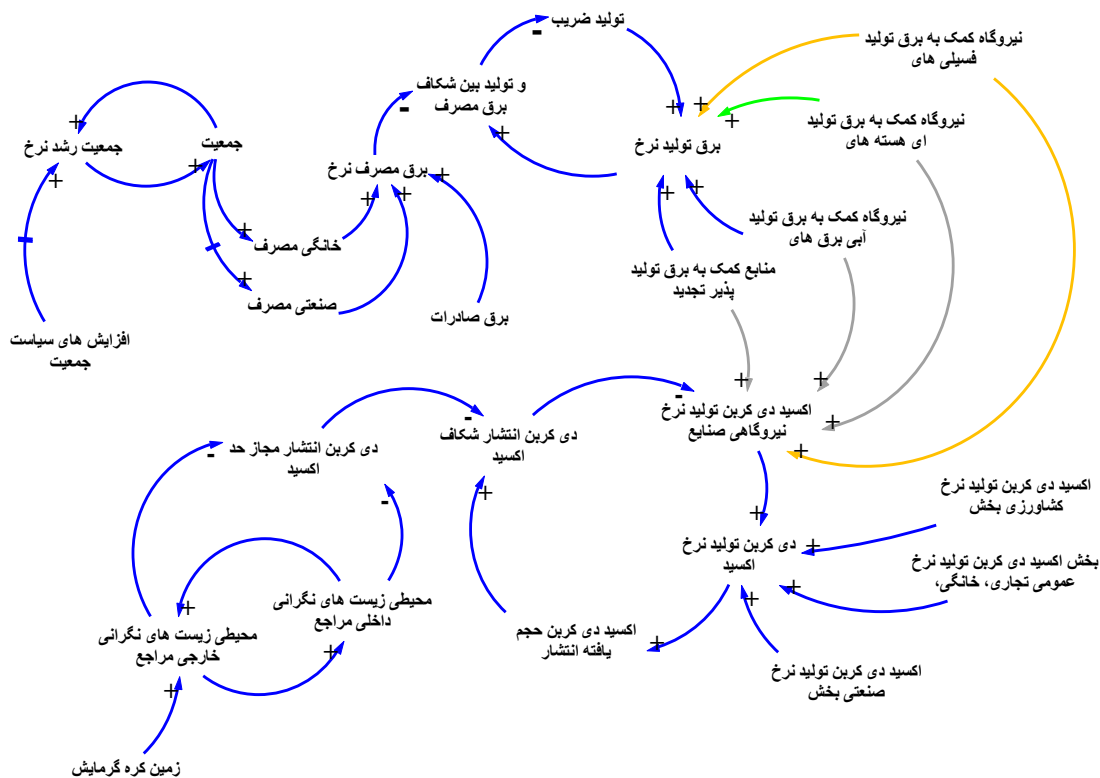 تولید ضریب
نیروگاه کمک به برق تولید
فسیلی های
و تولید بین شکاف
برق مصرف
نیروگاه کمک به برق تولید
ای هسته های
جمعیت
جمعیت رشد نرخ
برق تولید نرخ
برق مصرف نرخ
نیروگاه کمک به برق تولید
آبی برق های
خانگی مصرف
منابع کمک به برق تولید
پذیر تجدید
صنعتی مصرف
برق صادرات
افزایش های سیاست
جمعیت
اکسید دی کربن تولید نرخ
نیروگاهی صنایع
دی کربن انتشار شکاف
اکسید
دی کربن انتشار مجاز حد
اکسید
اکسید دی کربن تولید نرخ
کشاورزی بخش
دی کربن تولید نرخ
اکسید
بخش اکسید دی کربن تولید نرخ
عمومی تجاری، خانگی،
محیطی زیست های نگرانی
داخلی مراجع
محیطی زیست های نگرانی
خارجی مراجع
اکسید دی کربن حجم
یافته انتشار
اکسید دی کربن تولید نرخ
صنعتی بخش
زمین کره گرمایش